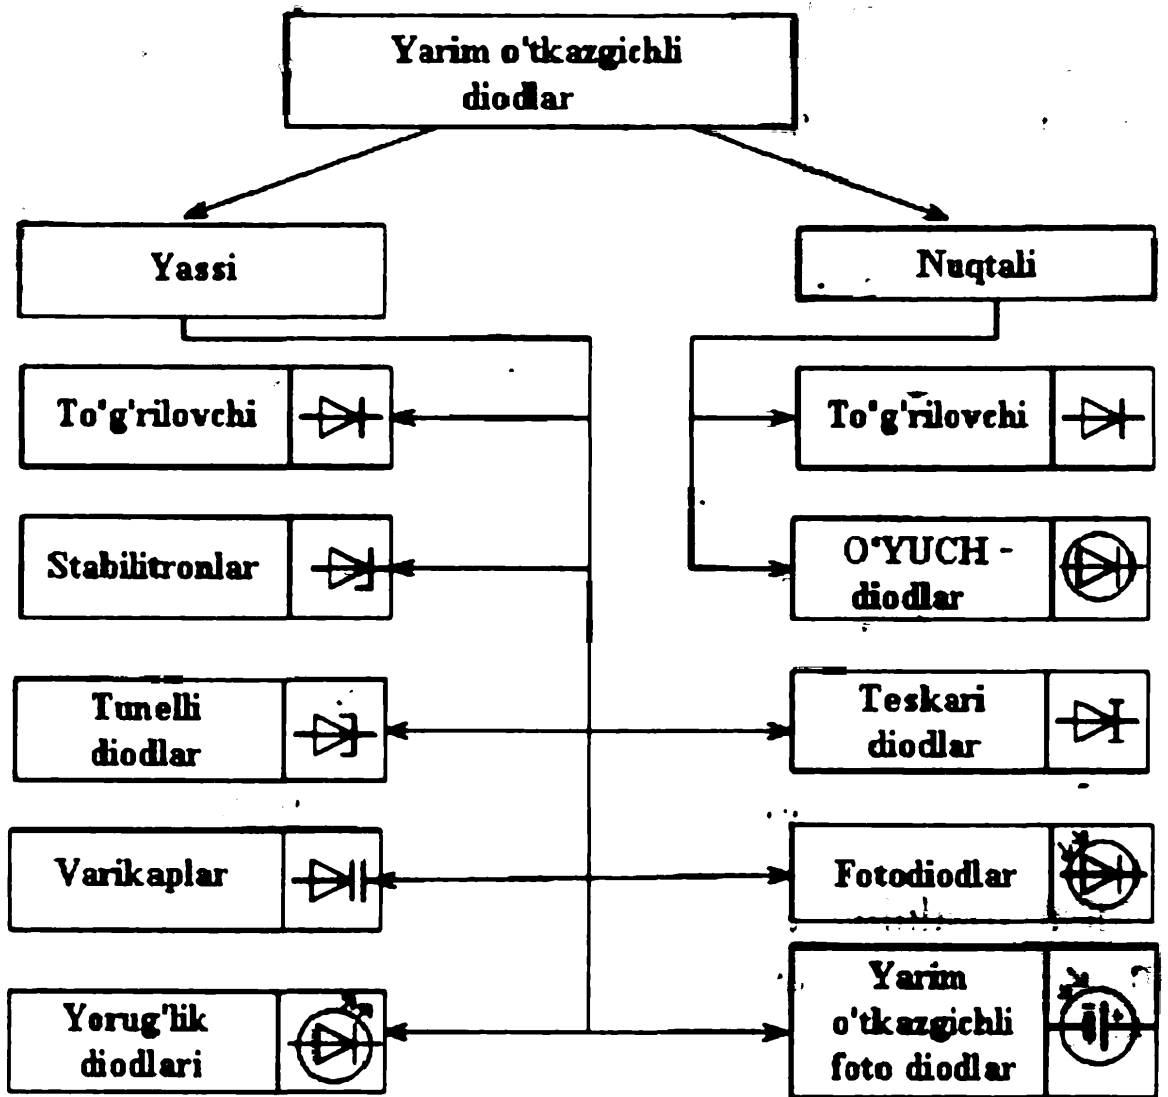 Yarim o'tkazgichli
diodlar
Yassi
Nuqtali
To'g'rilovchi
To'g'rilovchi
Stabilitronlar
O'YUCH -
diodlar
Tunelli
diodlar
Teskari
diodlar
Varikaplar
Fotodiodlar
Yorug'lik
diodlari
Yarim
o'tkazgichli
foto diodlar